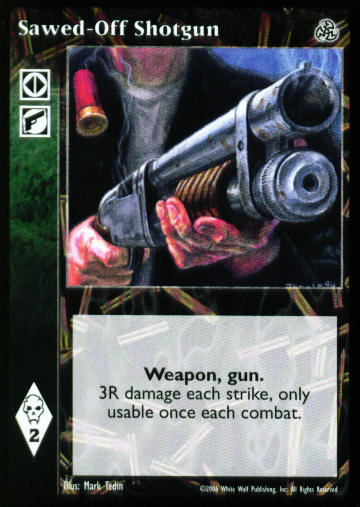 Sawed-Off Shotgun
Weapon, gun.
3R damage each strike, only
usable once each combat.
2
Illus: Mark Tedin
©2006 White Wolf Publishing, Inc. All Rights Reserved.